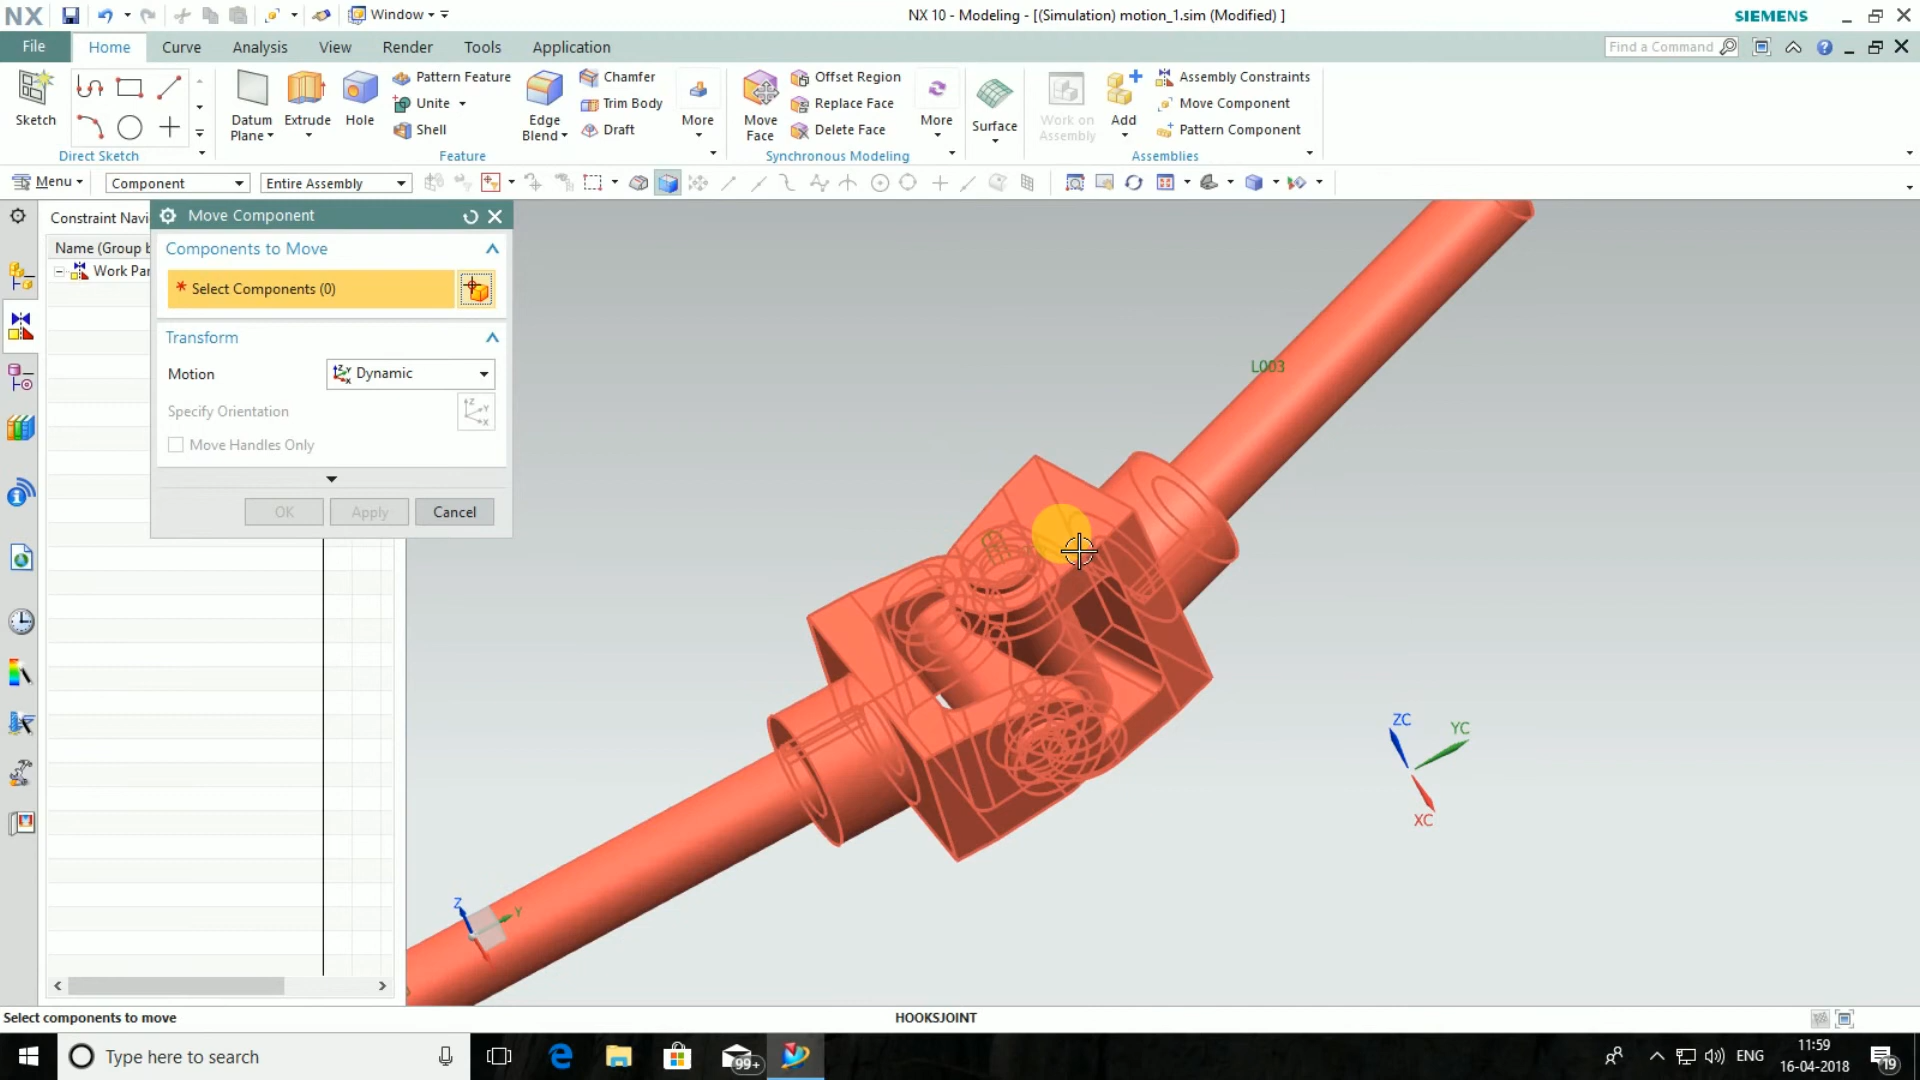 NX Window NX 10 - Modeling - [(Simulation) motion_1.sim (Modified) ] SIEMENS
File Home Curve Analysis View Render Tools Application Find a Command
Sketch Datum Plane Extrude Hole Pattern Feature Unite Shell Edge Blend Chamfer Trim Body Draft More Move Face Offset Region Replace Face Delete Face More Surface Work on Assembly Add Assembly Constraints Move Component Pattern Component
Direct Sketch Feature Synchronous Modeling Assemblies
Menu Component Entire Assembly
Constraint Navi Move Component
Name (Group b Components to Move
Work Par
* Select Components (0)
Transform
Motion Dynamic
Specify Orientation
Move Handles Only
OK Apply Cancel
L003
ZC YC
XC
Z Y
Select components to move HOOKSJOINT
Type here to search 99+ ENG 11:59
16-04-2018 19